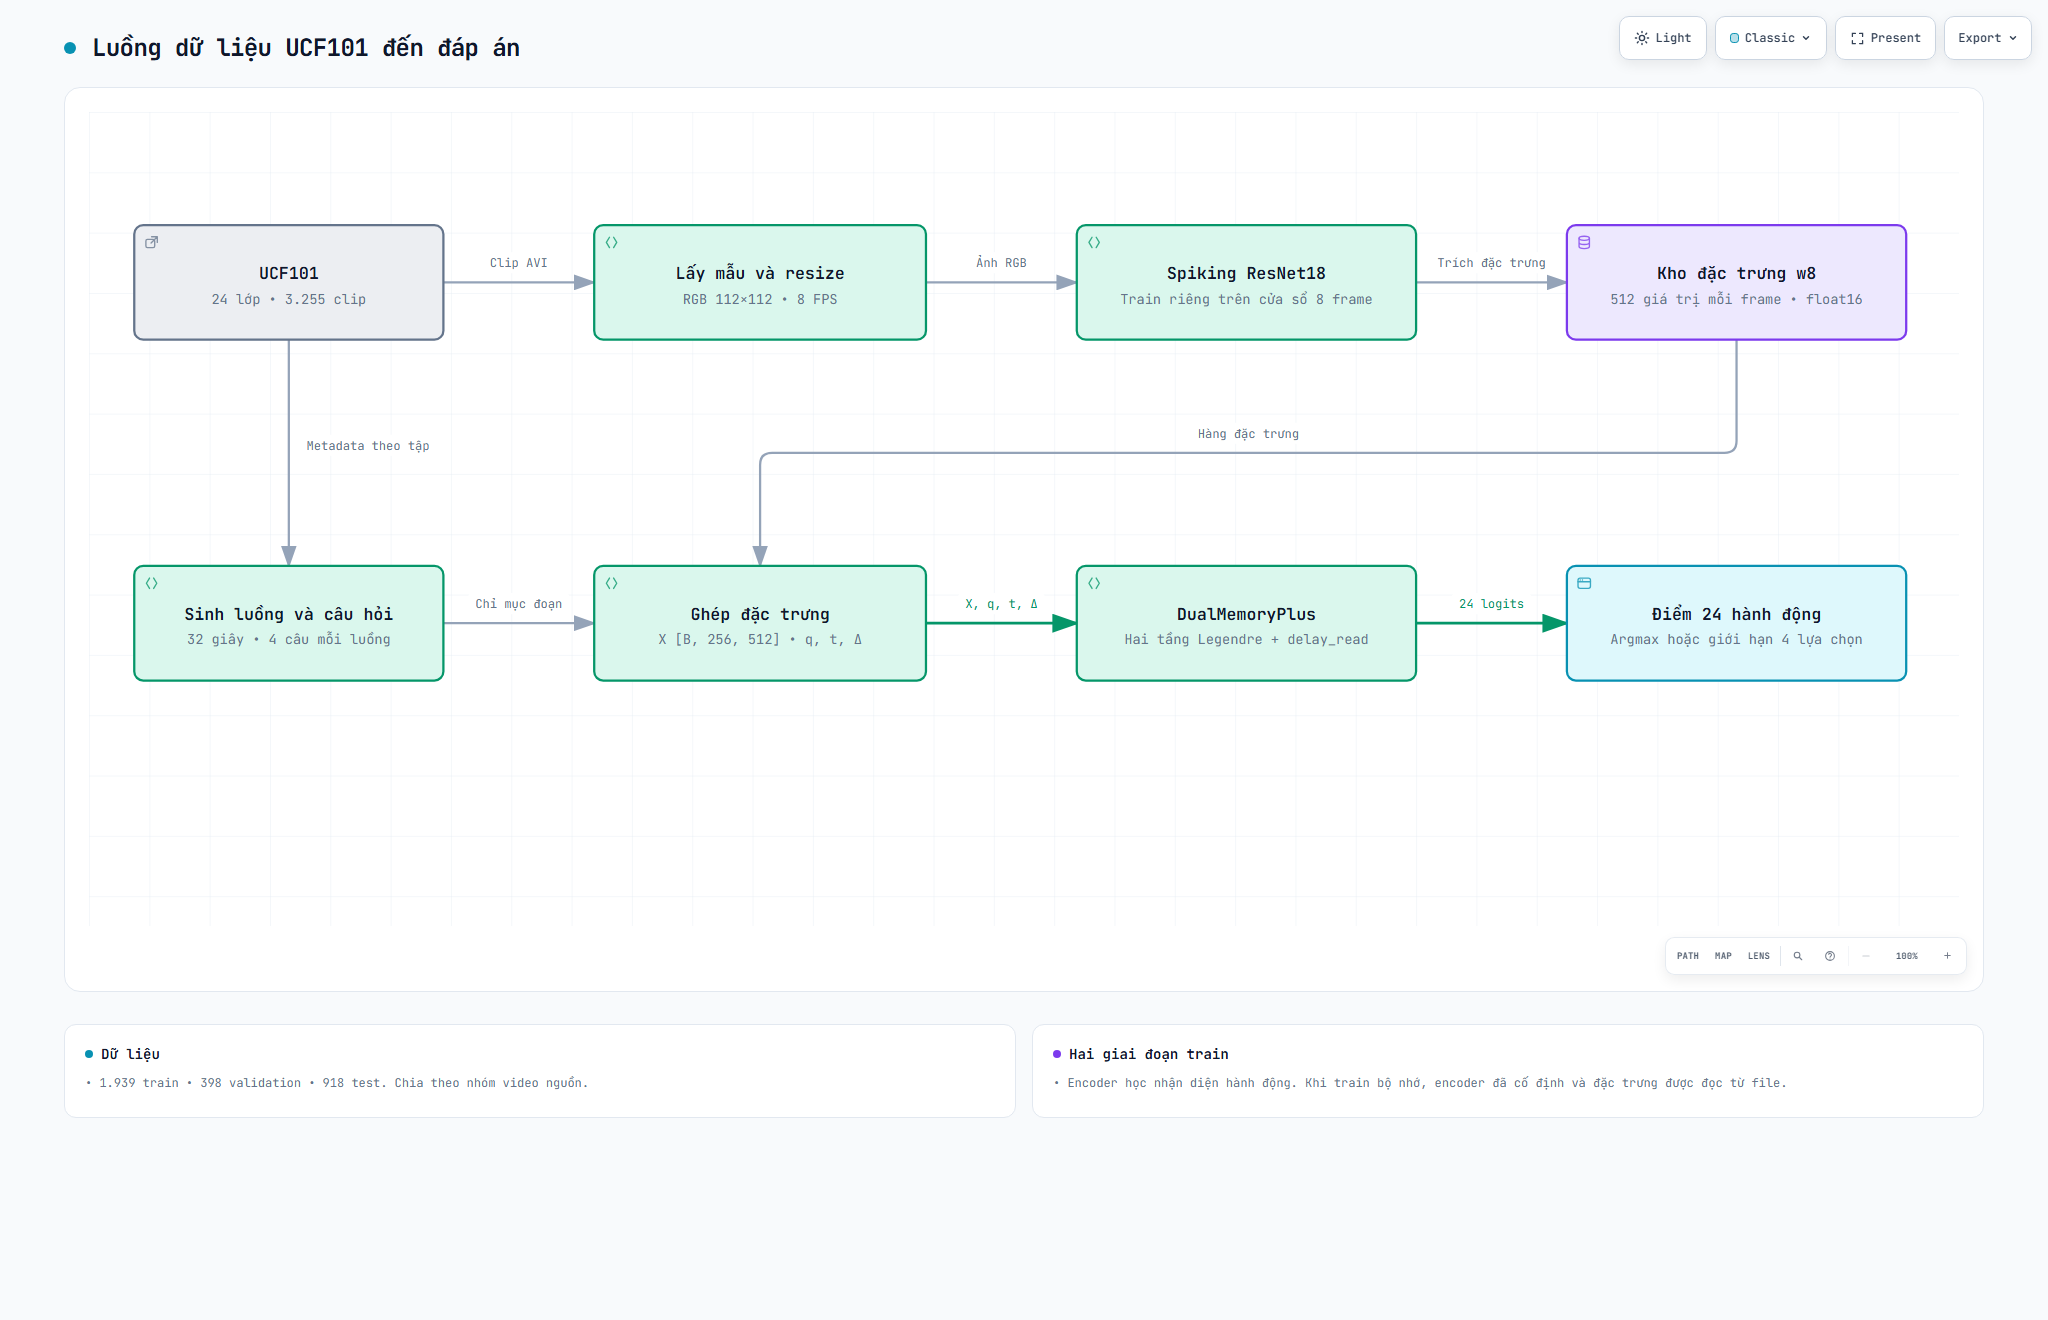 Luồng dữ liệu UCF101 đến đáp án
Light
Classic
Present
Export
UCF101
24 lớp • 3.255 clip
Clip AVI
Lấy mẫu và resize
RGB 112×112 • 8 FPS
Ảnh RGB
Spiking ResNet18
Train riêng trên cửa sổ 8 frame
Trích đặc trưng
Kho đặc trưng w8
512 giá trị mỗi frame • float16
Metadata theo tập
Hàng đặc trưng
Sinh luồng và câu hỏi
32 giây • 4 câu mỗi luồng
Chỉ mục đoạn
Ghép đặc trưng
X [B, 256, 512] • q, t, Δ
X, q, t, Δ
DualMemoryPlus
Hai tầng Legendre + delay_read
24 logits
Điểm 24 hành động
Argmax hoặc giới hạn 4 lựa chọn
PATH MAP LENS − 100% +
Dữ liệu
• 1.939 train • 398 validation • 918 test. Chia theo nhóm video nguồn.
Hai giai đoạn train
• Encoder học nhận diện hành động. Khi train bộ nhớ, encoder đã cố định và đặc trưng được đọc từ file.